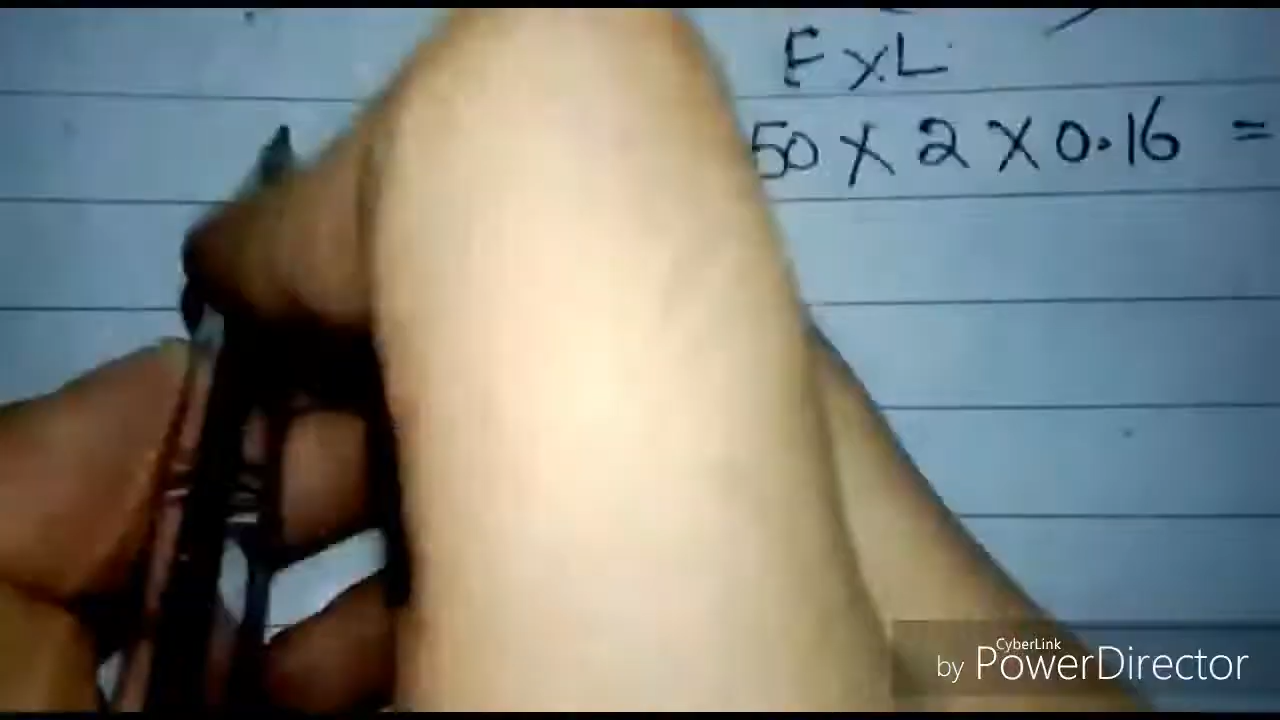 F x L
50 x 2 x 0.16 =
CyberLink
by PowerDirector